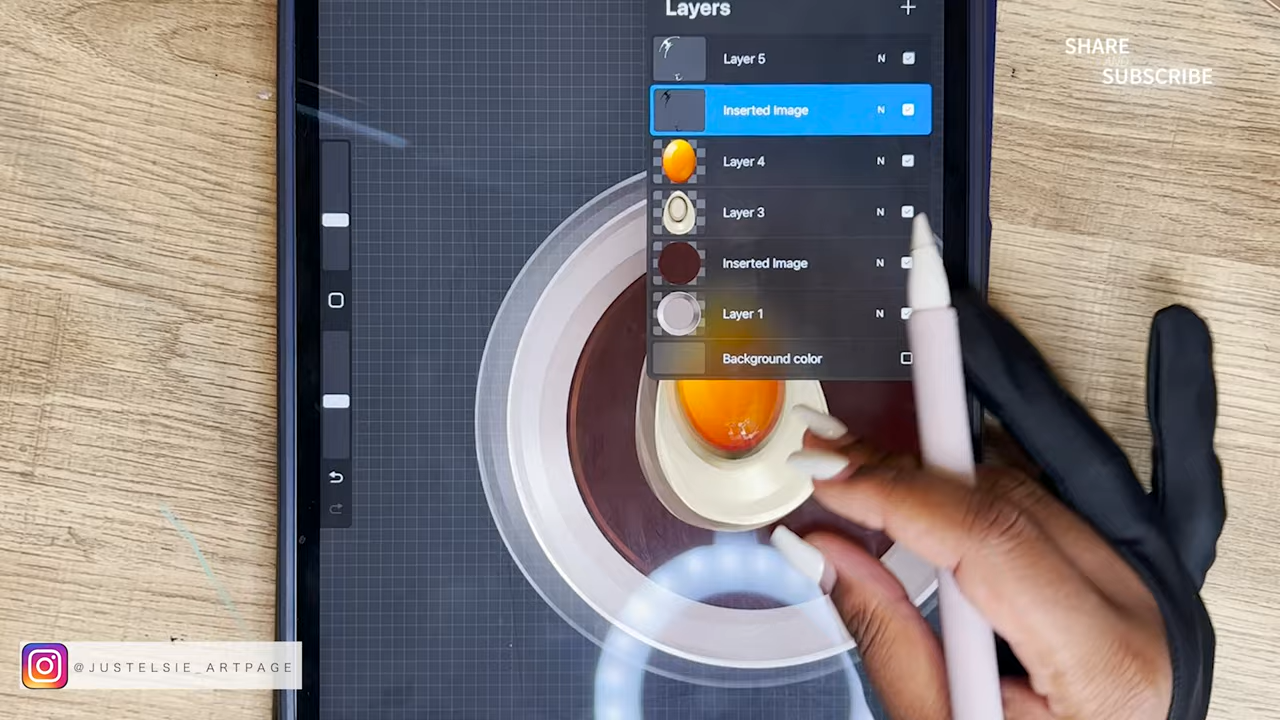 Layers
Layer 5 N
Inserted Image N
Layer 4 N
Layer 3 N
Inserted Image N
Layer 1 N
Background color
SHARE
SUBSCRIBE
@JUSTELSIE_ARTPAGE